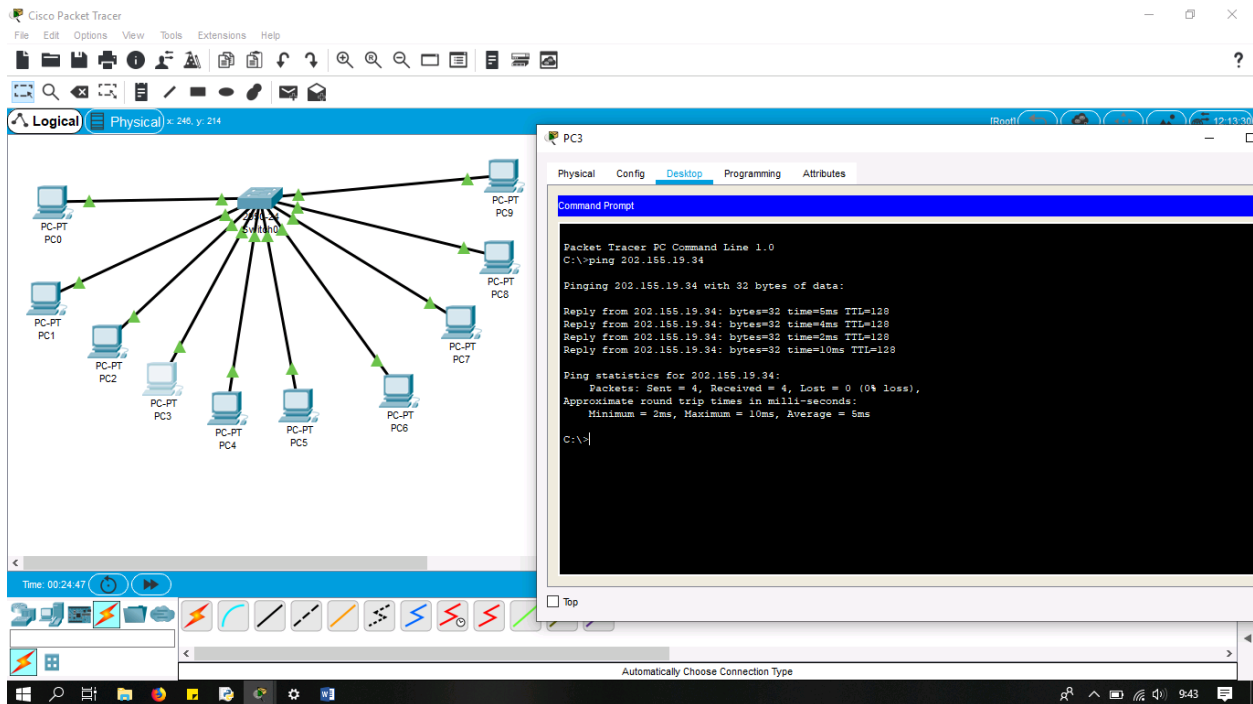 Cisco Packet Tracer
File Edit Options View Tools Extensions Help
?
Logical
Physical
x: 246, y: 214
[Root]
12:13:30
PC-PT
PC0
PC-PT
PC1
PC-PT
PC2
PC-PT
PC3
PC-PT
PC4
PC-PT
PC5
PC-PT
PC6
PC-PT
PC7
PC-PT
PC8
PC-PT
PC9
2950-24
Switch0
PC3
Physical Config Desktop Programming Attributes
Command Prompt
Packet Tracer PC Command Line 1.0
C:\>ping 202.155.19.34
Pinging 202.155.19.34 with 32 bytes of data:
Reply from 202.155.19.34: bytes=32 time=5ms TTL=128
Reply from 202.155.19.34: bytes=32 time=4ms TTL=128
Reply from 202.155.19.34: bytes=32 time=2ms TTL=128
Reply from 202.155.19.34: bytes=32 time=10ms TTL=128
Ping statistics for 202.155.19.34:
Packets: Sent = 4, Received = 4, Lost = 0 (0% loss),
Approximate round trip times in milli-seconds:
Minimum = 2ms, Maximum = 10ms, Average = 5ms
C:\>
Top
Time: 00:24:47
Automatically Choose Connection Type
9:43